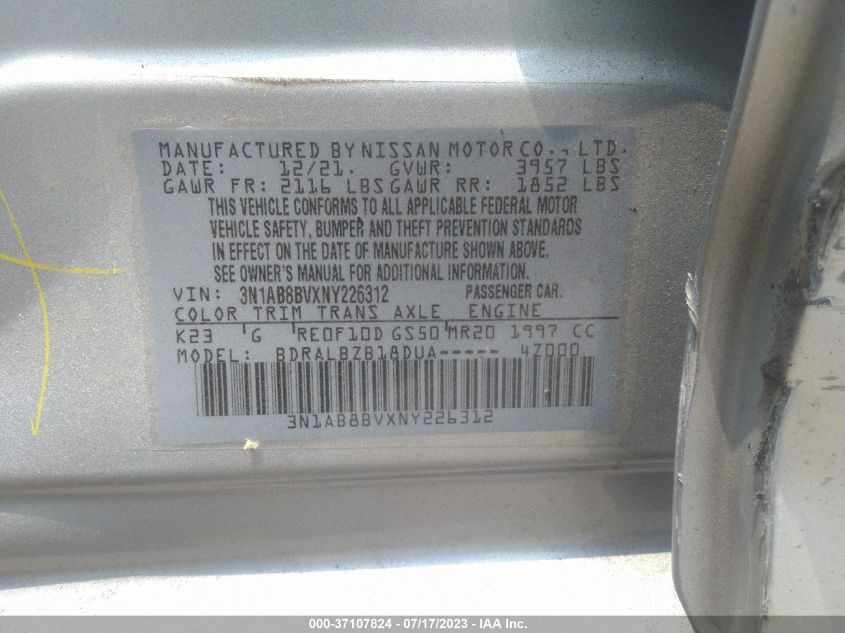 MANUFACTURED BY NISSAN MOTOR CO., LTD.
DATE: 12/21. GVWR: 3957 LBS
GAWR FR: 2116 LBS GAWR RR: 1852 LBS
THIS VEHICLE CONFORMS TO ALL APPLICABLE FEDERAL MOTOR
VEHICLE SAFETY, BUMPER AND THEFT PREVENTION STANDARDS
IN EFFECT ON THE DATE OF MANUFACTURE SHOWN ABOVE.
SEE OWNER'S MANUAL FOR ADDITIONAL INFORMATION.
VIN: 3N1AB8BVXNY226312 PASSENGER CAR.
COLOR TRIM TRANS AXLE ENGINE
K23 G RE0F10D GS50 MR20 1997 CC
MODEL: BDRALBZB18DUA----- 4Z000
3N1AB8BVXNY226312
000-37107824 - 07/17/2023 - IAA Inc.